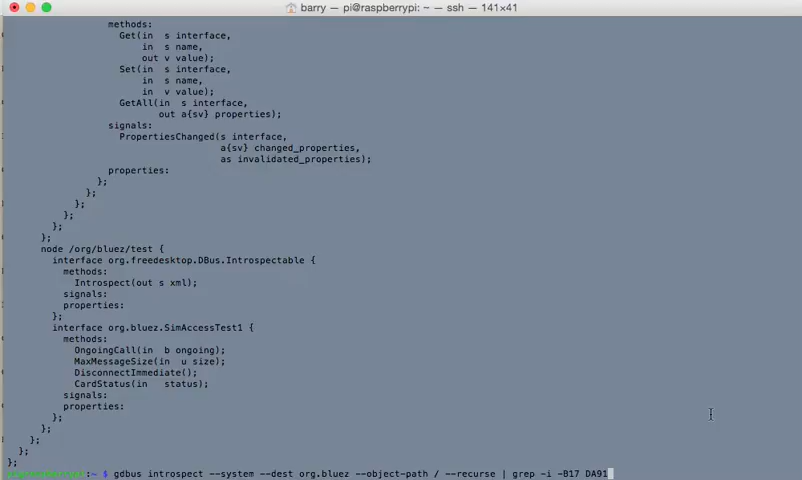 barry — pi@raspberrypi: ~ — ssh — 141×41
methods:
Get(in s interface,
in s name,
out v value);
Set(in s interface,
in s name,
in v value);
GetAll(in s interface,
out a{sv} properties);
signals:
PropertiesChanged(s interface,
a{sv} changed_properties,
as invalidated_properties);
properties:
};
};
};
};
};
};
node /org/bluez/test {
interface org.freedesktop.DBus.Introspectable {
methods:
Introspect(out s xml);
signals:
properties:
};
interface org.bluez.SimAccessTest1 {
methods:
OngoingCall(in b ongoing);
MaxMessageSize(in u size);
DisconnectImmediate();
CardStatus(in status);
signals:
properties:
};
};
};
};
};
:~ $ gdbus introspect --system --dest org.bluez --object-path / --recurse | grep -i -B17 DA91